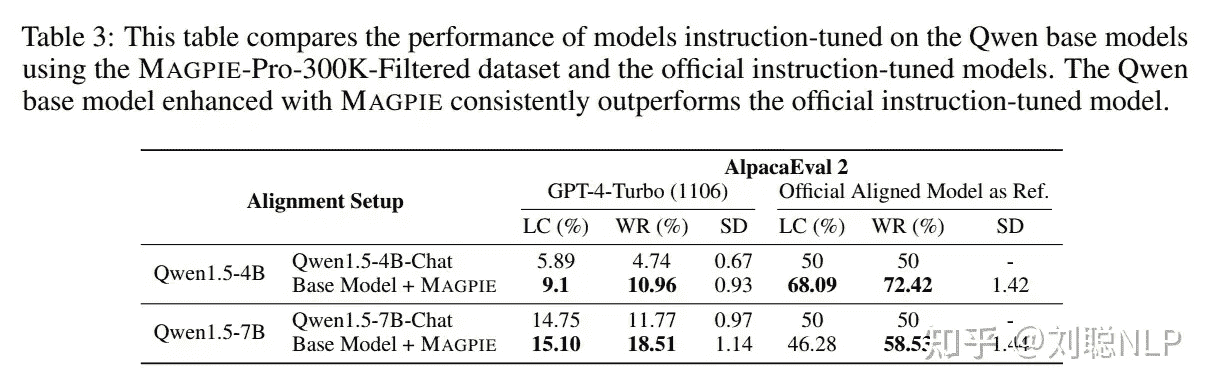 Table 3: This table compares the performance of models instruction-tuned on the Qwen base models
using the MAGPIE-Pro-300K-Filtered dataset and the official instruction-tuned models. The Qwen
base model enhanced with MAGPIE consistently outperforms the official instruction-tuned model.
AlpacaEval 2
Alignment Setup GPT-4-Turbo (1106) Official Aligned Model as Ref.
LC (%) WR (%) SD LC (%) WR (%) SD
Qwen1.5-4B Qwen1.5-4B-Chat 5.89 4.74 0.67 50 50 -
Base Model + MAGPIE 9.1 10.96 0.93 68.09 72.42 1.42
Qwen1.5-7B Qwen1.5-7B-Chat 14.75 11.77 0.97 50 50 -
Base Model + MAGPIE 15.10 18.51 1.14 46.28 58.53 1.44
知乎 @刘聪NLP